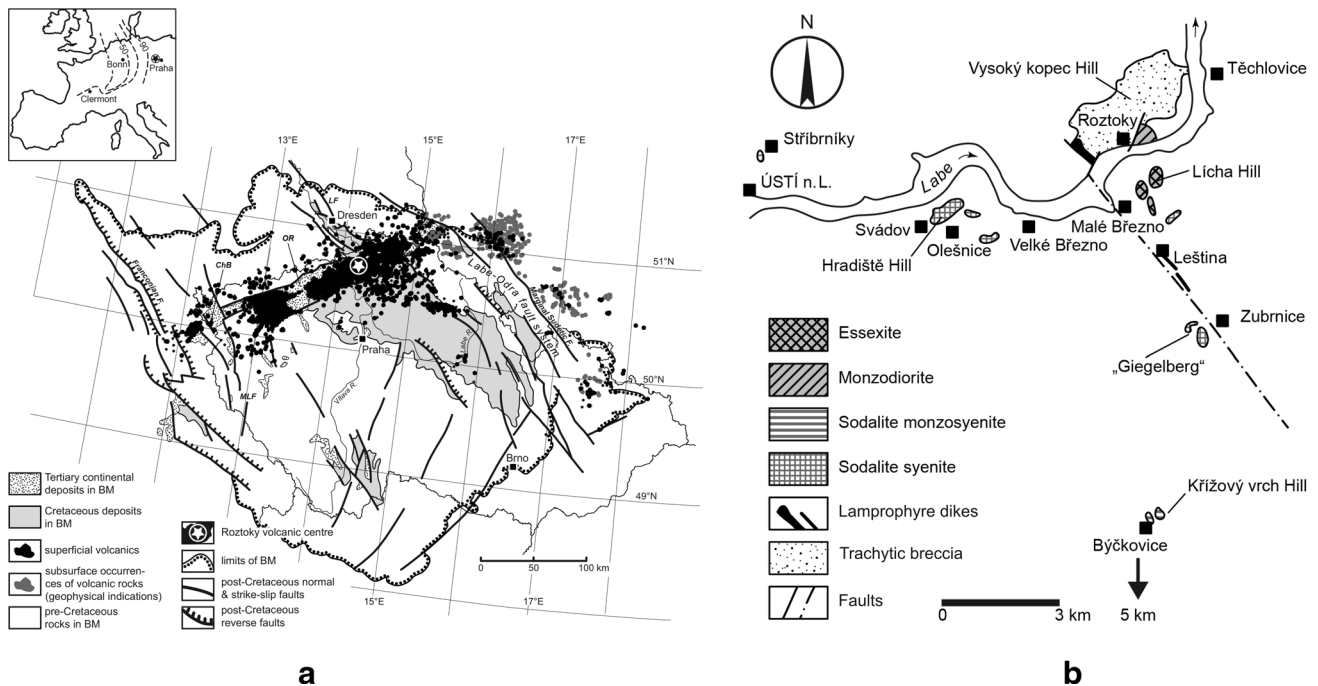 50
90
Bonn
Praha
Clermont
13°E
15°E
17°E
LF
Dresden
OR
ChB
51°N
Franconian F.
Labe-Odra fault system
Marginal Sudetic F.
Labe R.
Praha
50°N
MLF
Vltava R.
Brno
49°N
15°E
17°E
Tertiary continental
deposits in BM
Cretaceous deposits
in BM
superficial volcanics
subsurface occurren-
ces of volcanic rocks
(geophysical indications)
pre-Cretaceous
rocks in BM
Roztoky volcanic centre
limits of BM
post-Cretaceous normal
& strike-slip faults
post-Cretaceous
reverse faults
0 50 100 km
a
N
Vysoký kopec Hill
Těchlovice
Stříbrníky
Roztoky
ÚSTÍ n.L.
Labe
Lícha Hill
Svádov
Olešnice
Hradiště Hill
Velké Březno
Malé Březno
Leština
Zubrnice
„Giegelberg“
Essexite
Monzodiorite
Sodalite monzosyenite
Sodalite syenite
Lamprophyre dikes
Trachytic breccia
Faults
Křížový vrch Hill
Býčkovice
0 3 km
5 km
b